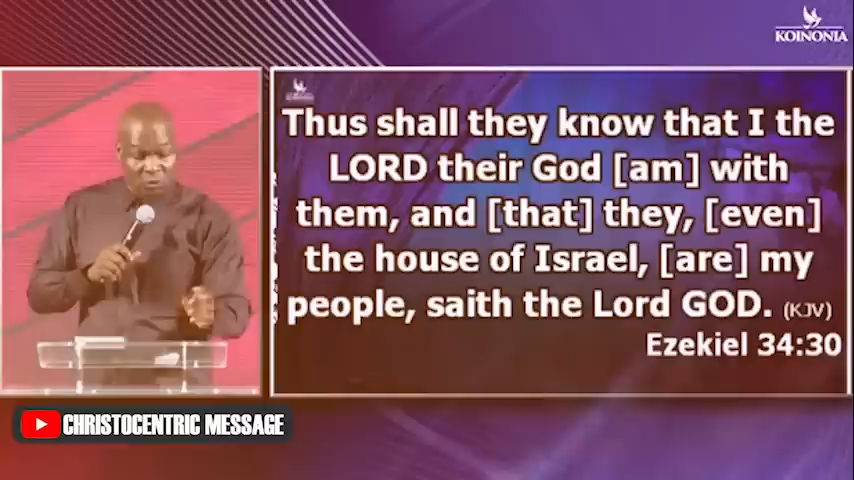 KOINONIA
Thus shall they know that I the
LORD their God [am] with
them, and [that] they, [even]
the house of Israel, [are] my
people, saith the Lord GOD. (KJV)
Ezekiel 34:30
CHRISTOCENTRIC MESSAGE